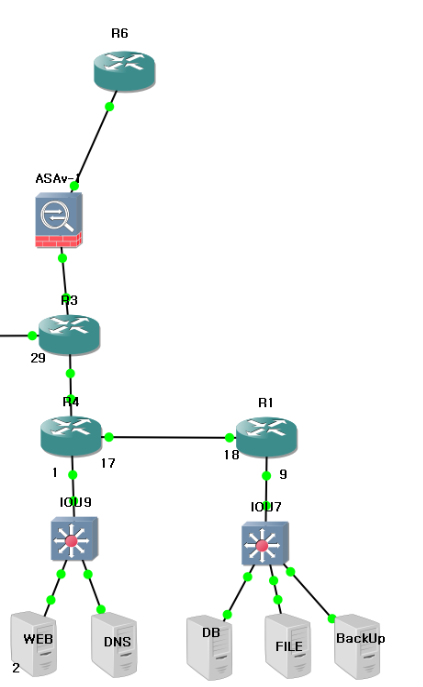 R6
ASAv-1
R3
29
R4
R1
17
18
1
9
IOU9
IOU7
WEB
DNS
DB
FILE
BackUp
2